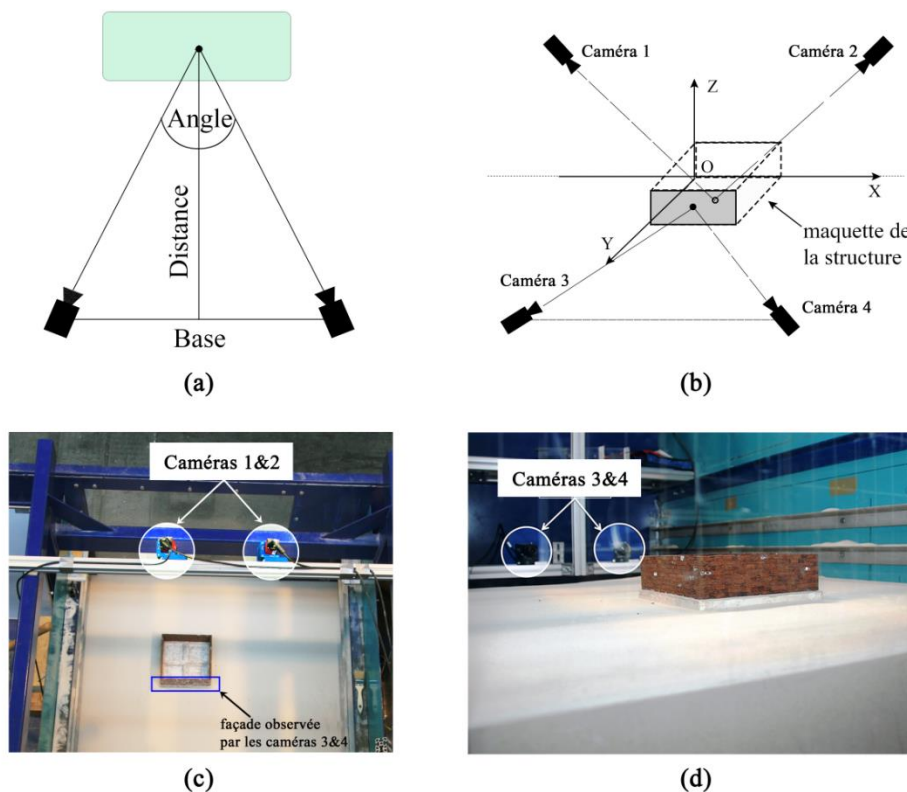 Angle
Distance
Base
(a)
Caméra 1
Caméra 2
Z
O
X
Y
maquette de
la structure
Caméra 3
Caméra 4
(b)
Caméras 1&2
façade observée
par les caméras 3&4
(c)
Caméras 3&4
(d)